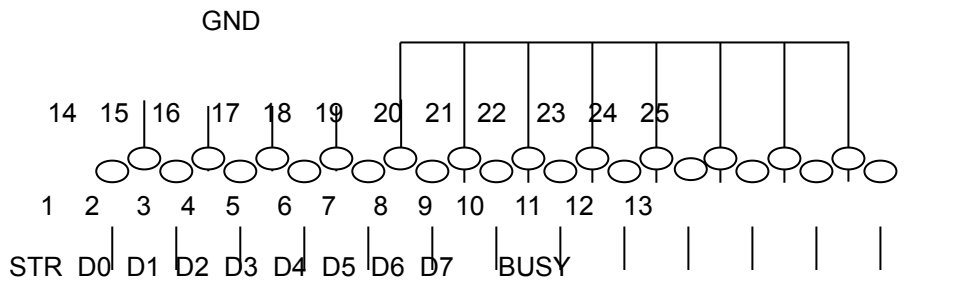 GND
14 15 16 17 18 19 20 21 22 23 24 25
1 2 3 4 5 6 7 8 9 10 11 12 13
STR D0 D1 D2 D3 D4 D5 D6 D7 BUSY